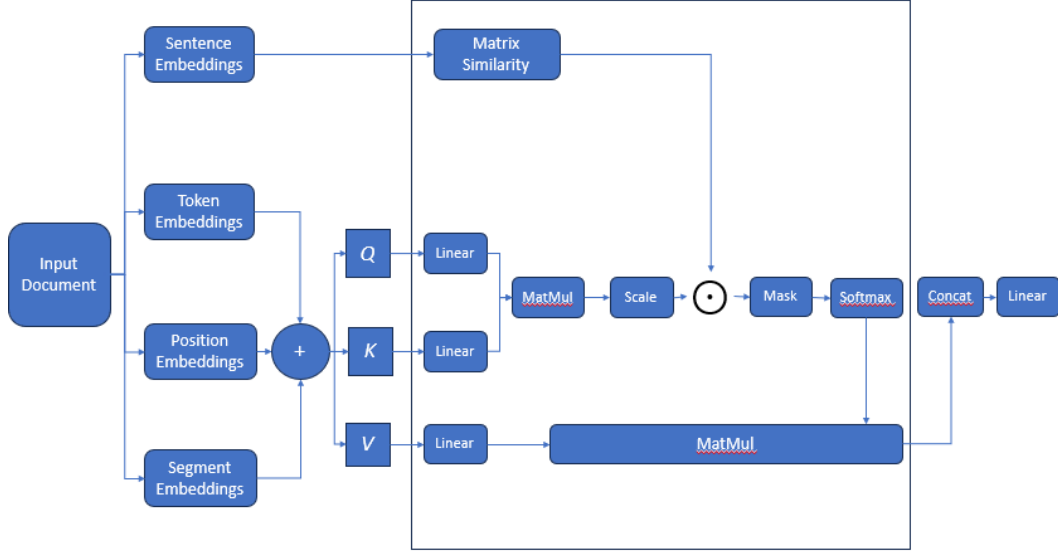 Sentence
Embeddings
Matrix
Similarity
Token
Embeddings
Input
Document
Q
Linear
MatMul
Scale
Mask
Softmax
Concat
Linear
Position
Embeddings
+
K
Linear
V
Linear
MatMul
Segment
Embeddings